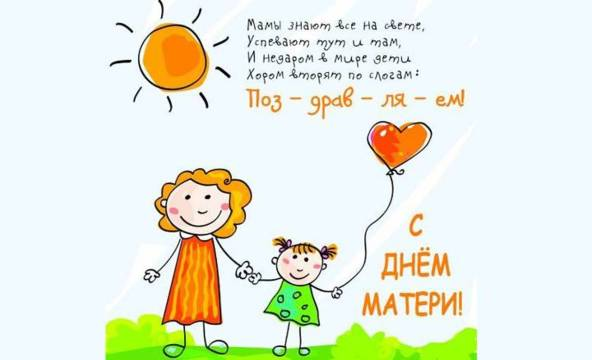 Мамы знают все на свете,
Успевают тут и там,
И недаром в мире дети
Хором вторят по слогам:
Поз – драв – ля – ем!
С
ДНЁМ
МАТЕРИ!